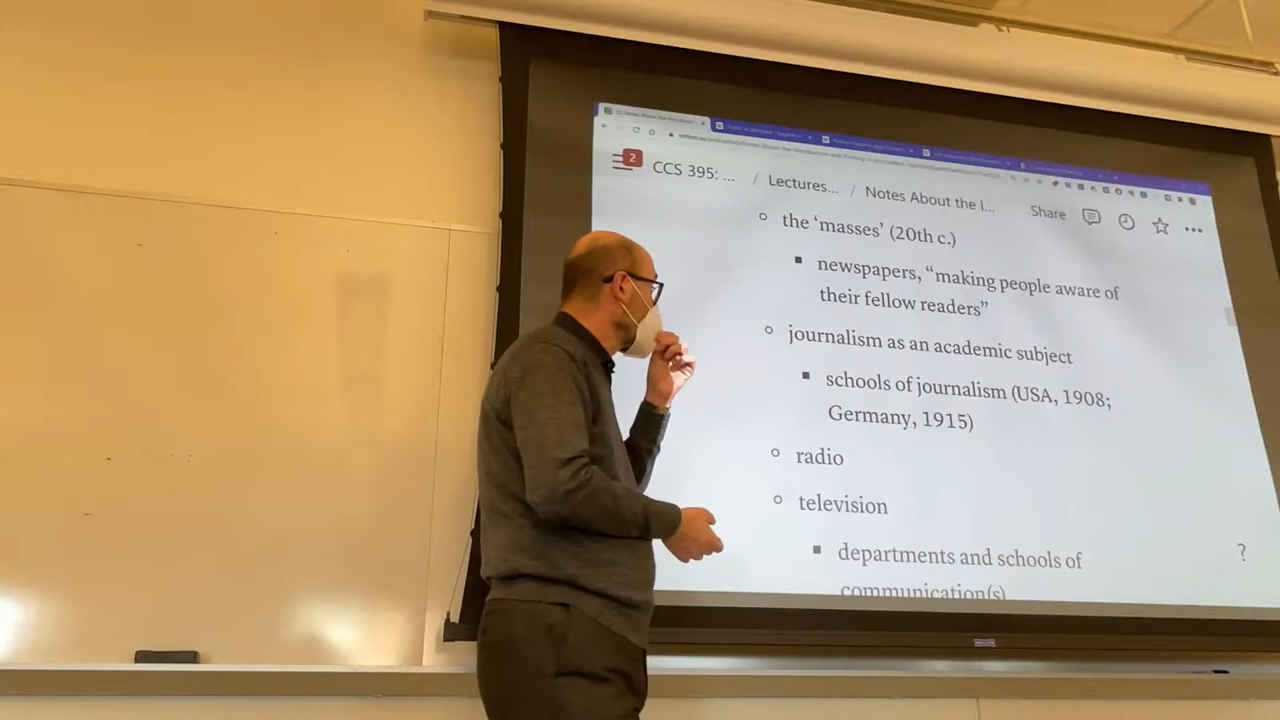 2
CCS 395: ... / Lectures... / Notes About the I...
Share
the ‘masses’ (20th c.)
newspapers, “making people aware of
their fellow readers”
journalism as an academic subject
schools of journalism (USA, 1908;
Germany, 1915)
radio
television
departments and schools of
communication(s)
?